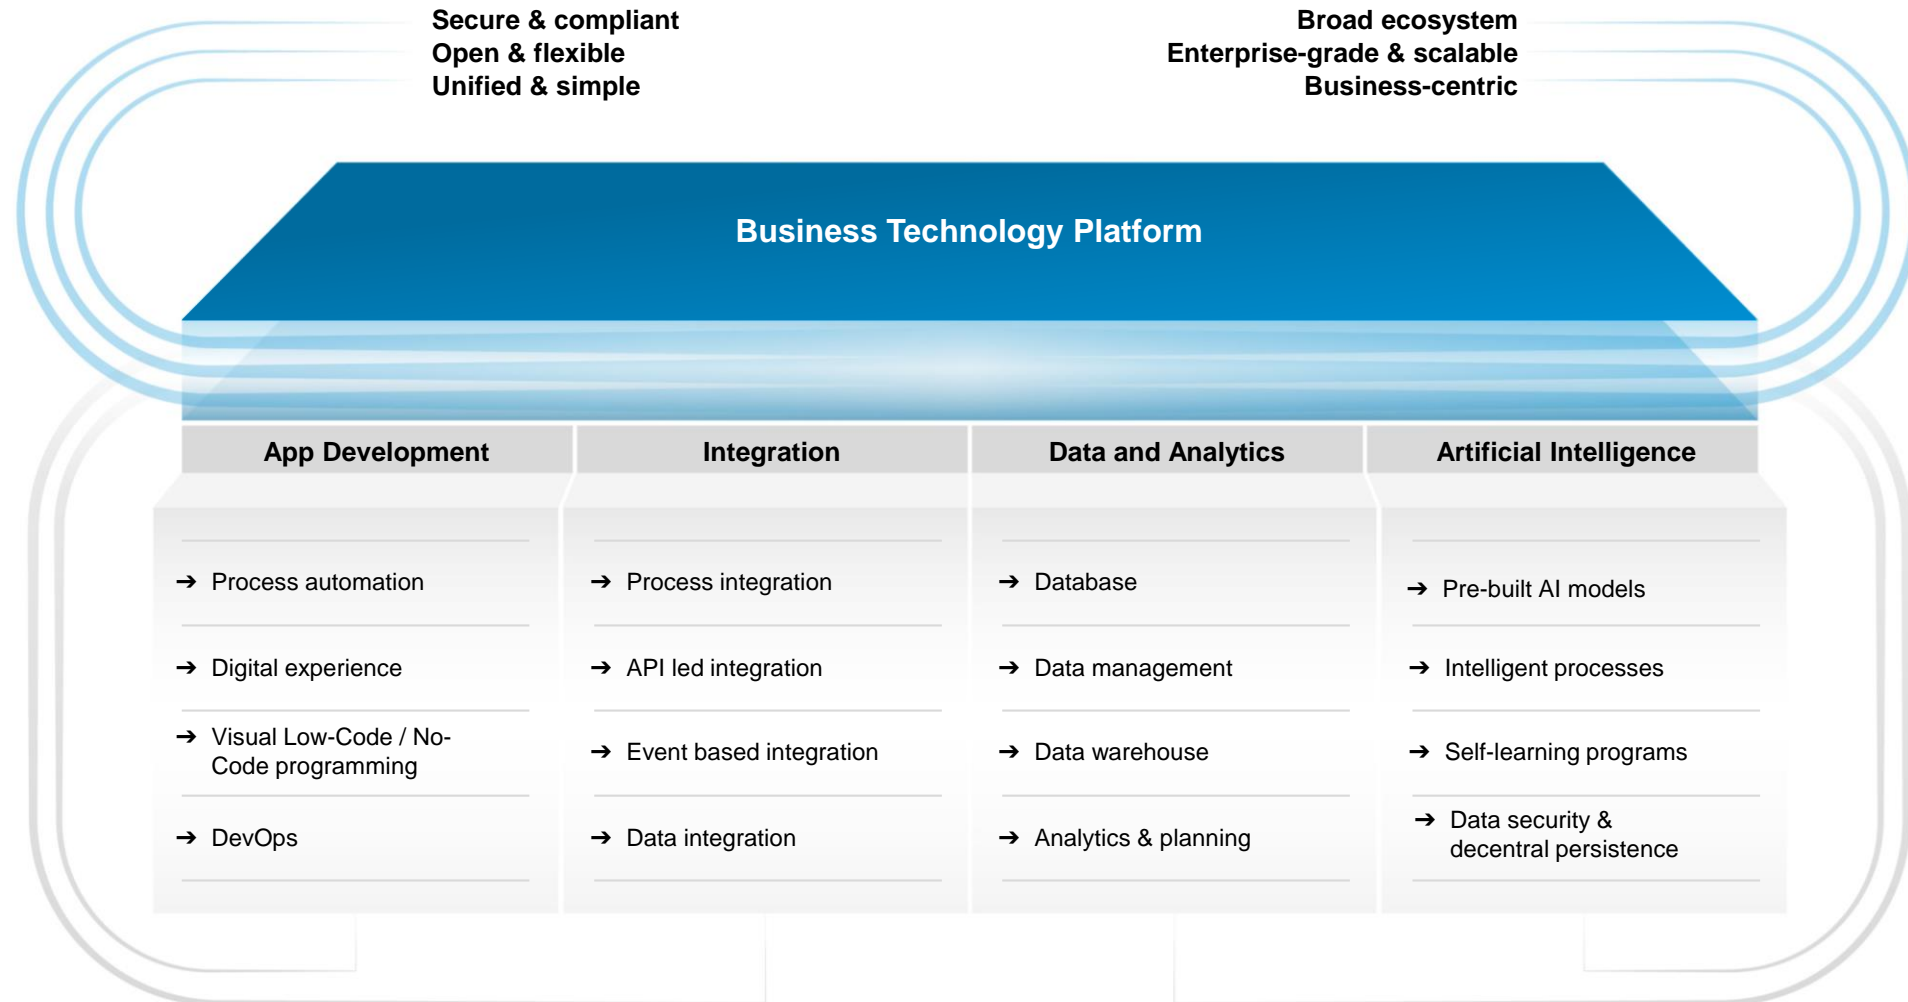 Secure & compliant
Open & flexible
Unified & simple
Broad ecosystem
Enterprise-grade & scalable
Business-centric
Business Technology Platform
App Development
Integration
Data and Analytics
Artificial Intelligence
➔ Process automation
➔ Digital experience
➔ Visual Low-Code / No-
Code programming
➔ DevOps
➔ Process integration
➔ API led integration
➔ Event based integration
➔ Data integration
➔ Database
➔ Data management
➔ Data warehouse
➔ Analytics & planning
➔ Pre-built AI models
➔ Intelligent processes
➔ Self-learning programs
➔ Data security &
decentral persistence